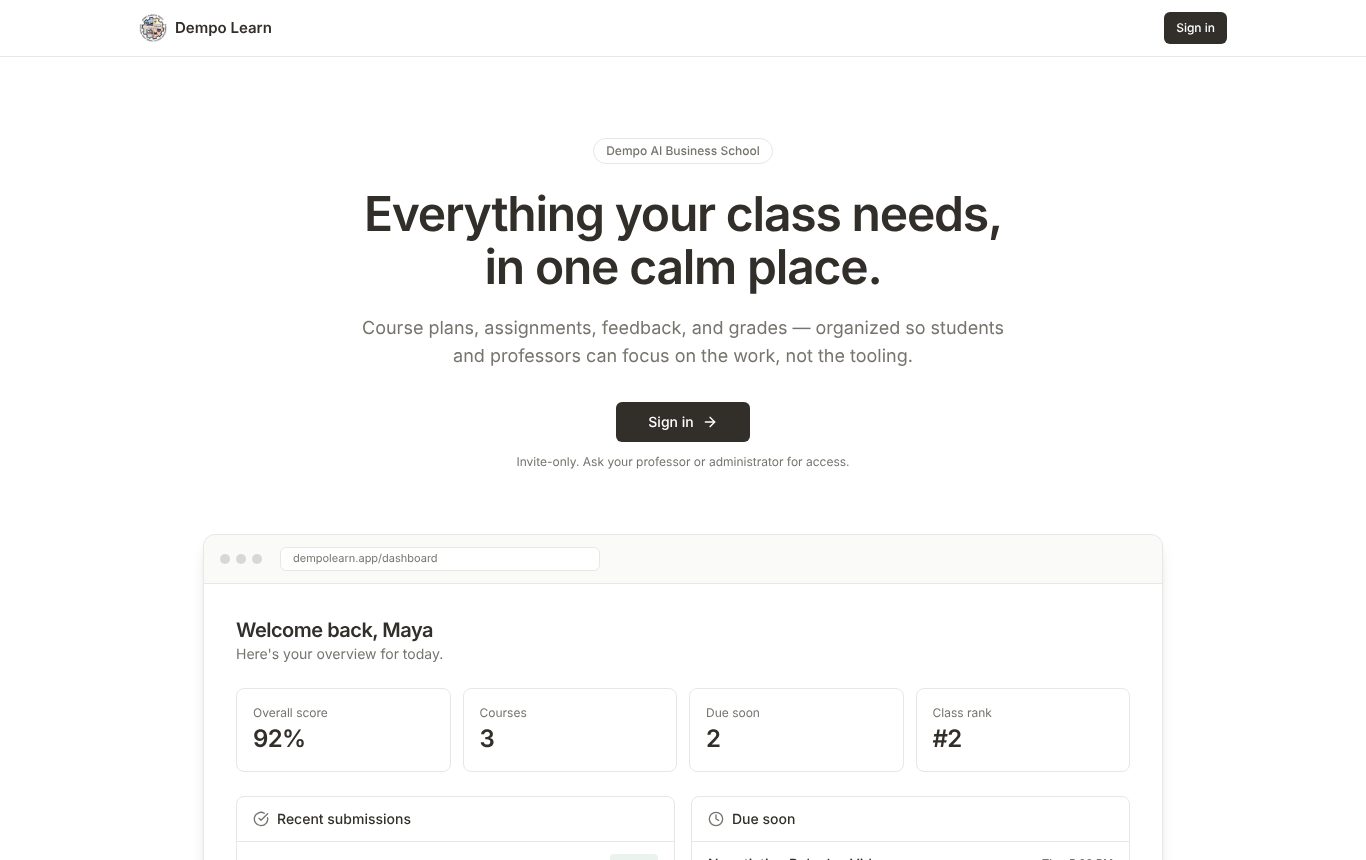 Dempo Learn
Sign in
Dempo AI Business School
Everything your class needs,
in one calm place.
Course plans, assignments, feedback, and grades — organized so students
and professors can focus on the work, not the tooling.
Sign in →
Invite-only. Ask your professor or administrator for access.
dempolearn.app/dashboard
Welcome back, Maya
Here's your overview for today.
Overall score
92%
Courses
3
Due soon
2
Class rank
#2
Recent submissions
Due soon